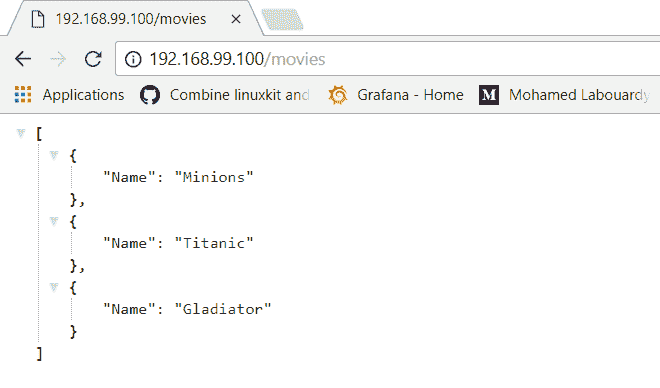 192.168.99.100/movies
192.168.99.100/movies
Applications Combine linuxkit and Grafana - Home M Mohamed Labouardy
[
{
"Name": "Minions"
},
{
"Name": "Titanic"
},
{
"Name": "Gladiator"
}
]